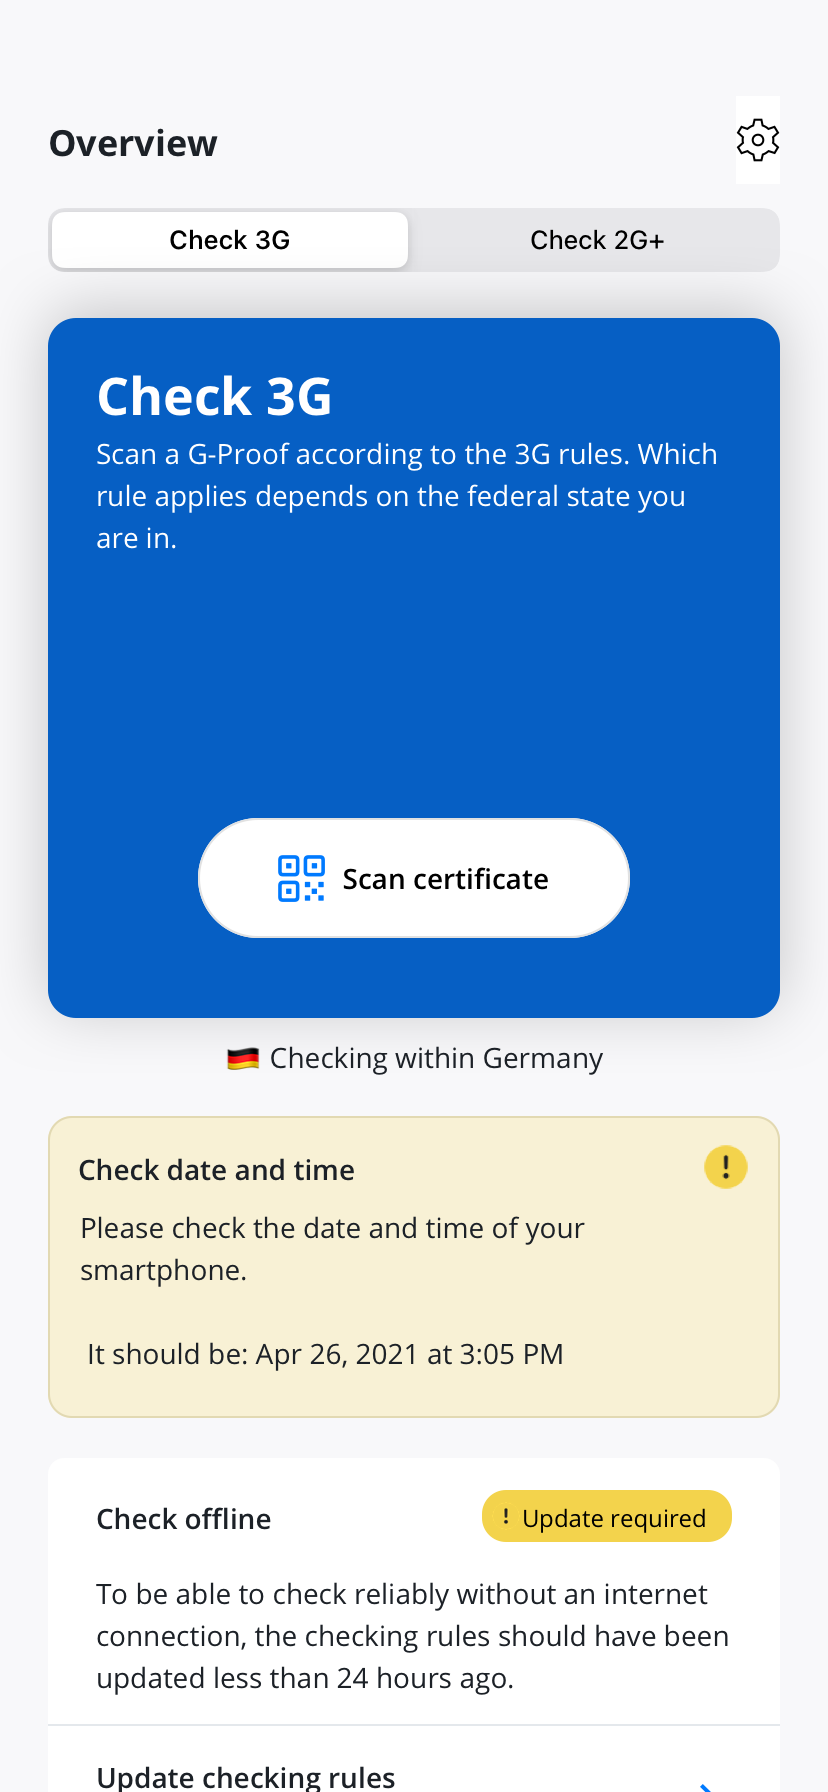 Overview
Check 3G
Check 2G+
Check 3G
Scan a G-Proof according to the 3G rules. Which
rule applies depends on the federal state you
are in.
Scan certificate
Checking within Germany
Check date and time
!
Please check the date and time of your
smartphone.
It should be: Apr 26, 2021 at 3:05 PM
Check offline
! Update required
To be able to check reliably without an internet
connection, the checking rules should have been
updated less than 24 hours ago.
Update checking rules